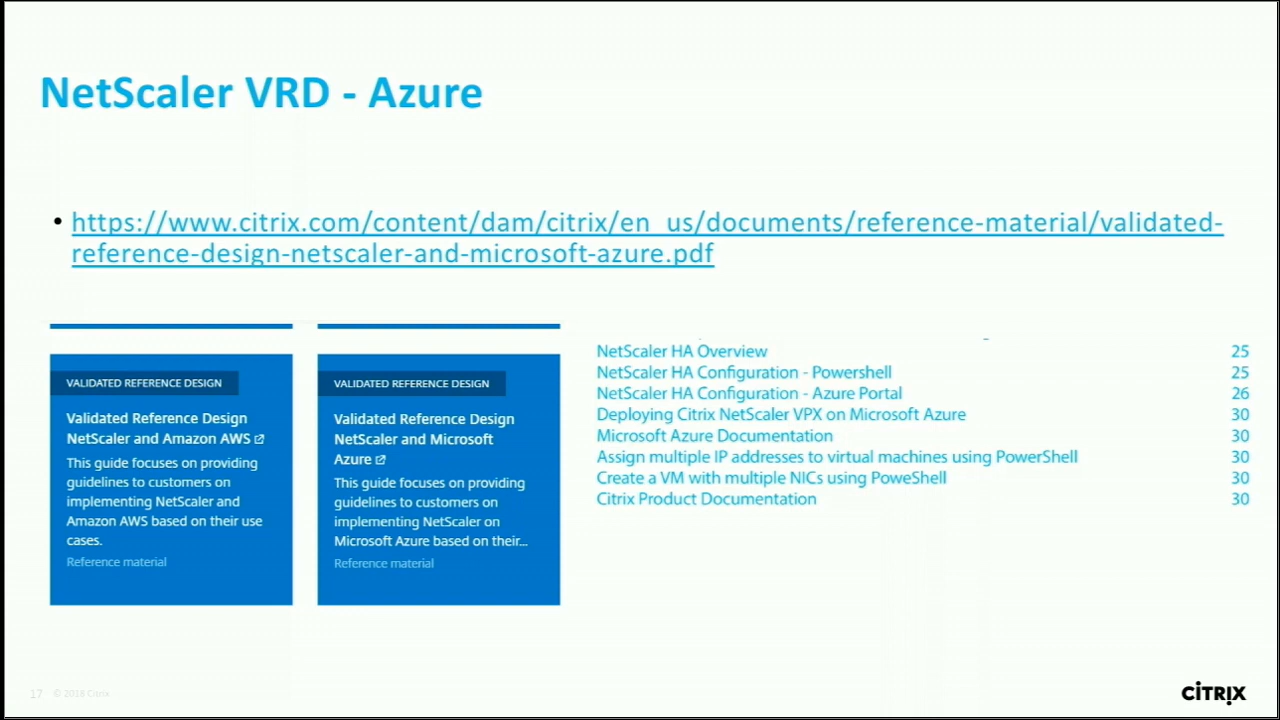 NetScaler VRD - Azure
• https://www.citrix.com/content/dam/citrix/en_us/documents/reference-material/validated-
reference-design-netscaler-and-microsoft-azure.pdf
VALIDATED REFERENCE DESIGN
Validated Reference Design
NetScaler and Amazon AWS
This guide focuses on providing
guidelines to customers on
implementing NetScaler and
Amazon AWS based on their use
cases.
Reference material
VALIDATED REFERENCE DESIGN
Validated Reference Design
NetScaler and Microsoft
Azure
This guide focuses on providing
guidelines to customers on
implementing NetScaler on
Microsoft Azure based on their...
Reference material
NetScaler HA Overview 25
NetScaler HA Configuration - Powershell 25
NetScaler HA Configuration - Azure Portal 26
Deploying Citrix NetScaler VPX on Microsoft Azure 30
Microsoft Azure Documentation 30
Assign multiple IP addresses to virtual machines using PowerShell 30
Create a VM with multiple NICs using PoweShell 30
Citrix Product Documentation 30
17 © 2018 Citrix
CITRIX